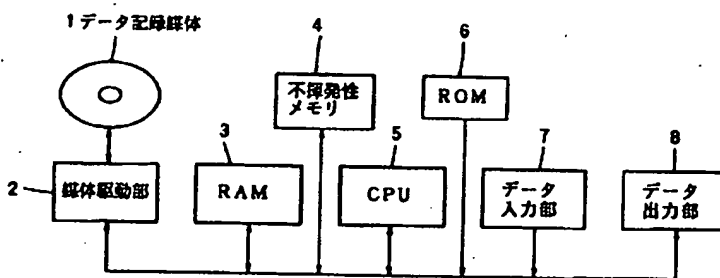 1 データ記録媒体
4
不揮発性
メモリ
6
ROM
2
媒体駆動部
3
RAM
5
CPU
7
データ
入力部
8
データ
出力部